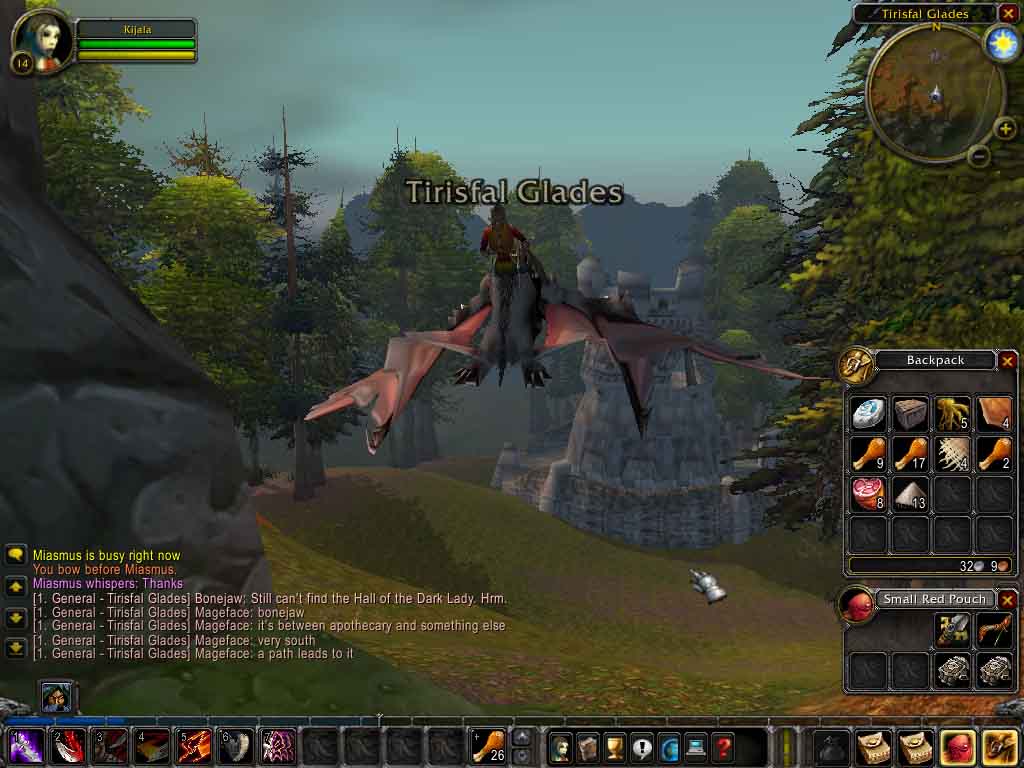 Kijala
14
Tirisfal Glades
N
Tirisfal Glades
Backpack
5
4
9
17
4
2
8
13
32 9
Small Red Pouch
Miasmus is busy right now
You bow before Miasmus.
Miasmus whispers: Thanks
[1. General - Tirisfal Glades] Bonejaw: Still can't find the Hall of the Dark Lady. Hrm.
[1. General - Tirisfal Glades] Mageface: bonejaw
[1. General - Tirisfal Glades] Mageface: it's between apothecary and something else
[1. General - Tirisfal Glades] Mageface: very south
[1. General - Tirisfal Glades] Mageface: a path leads to it
2 3 4 5 6 7 26